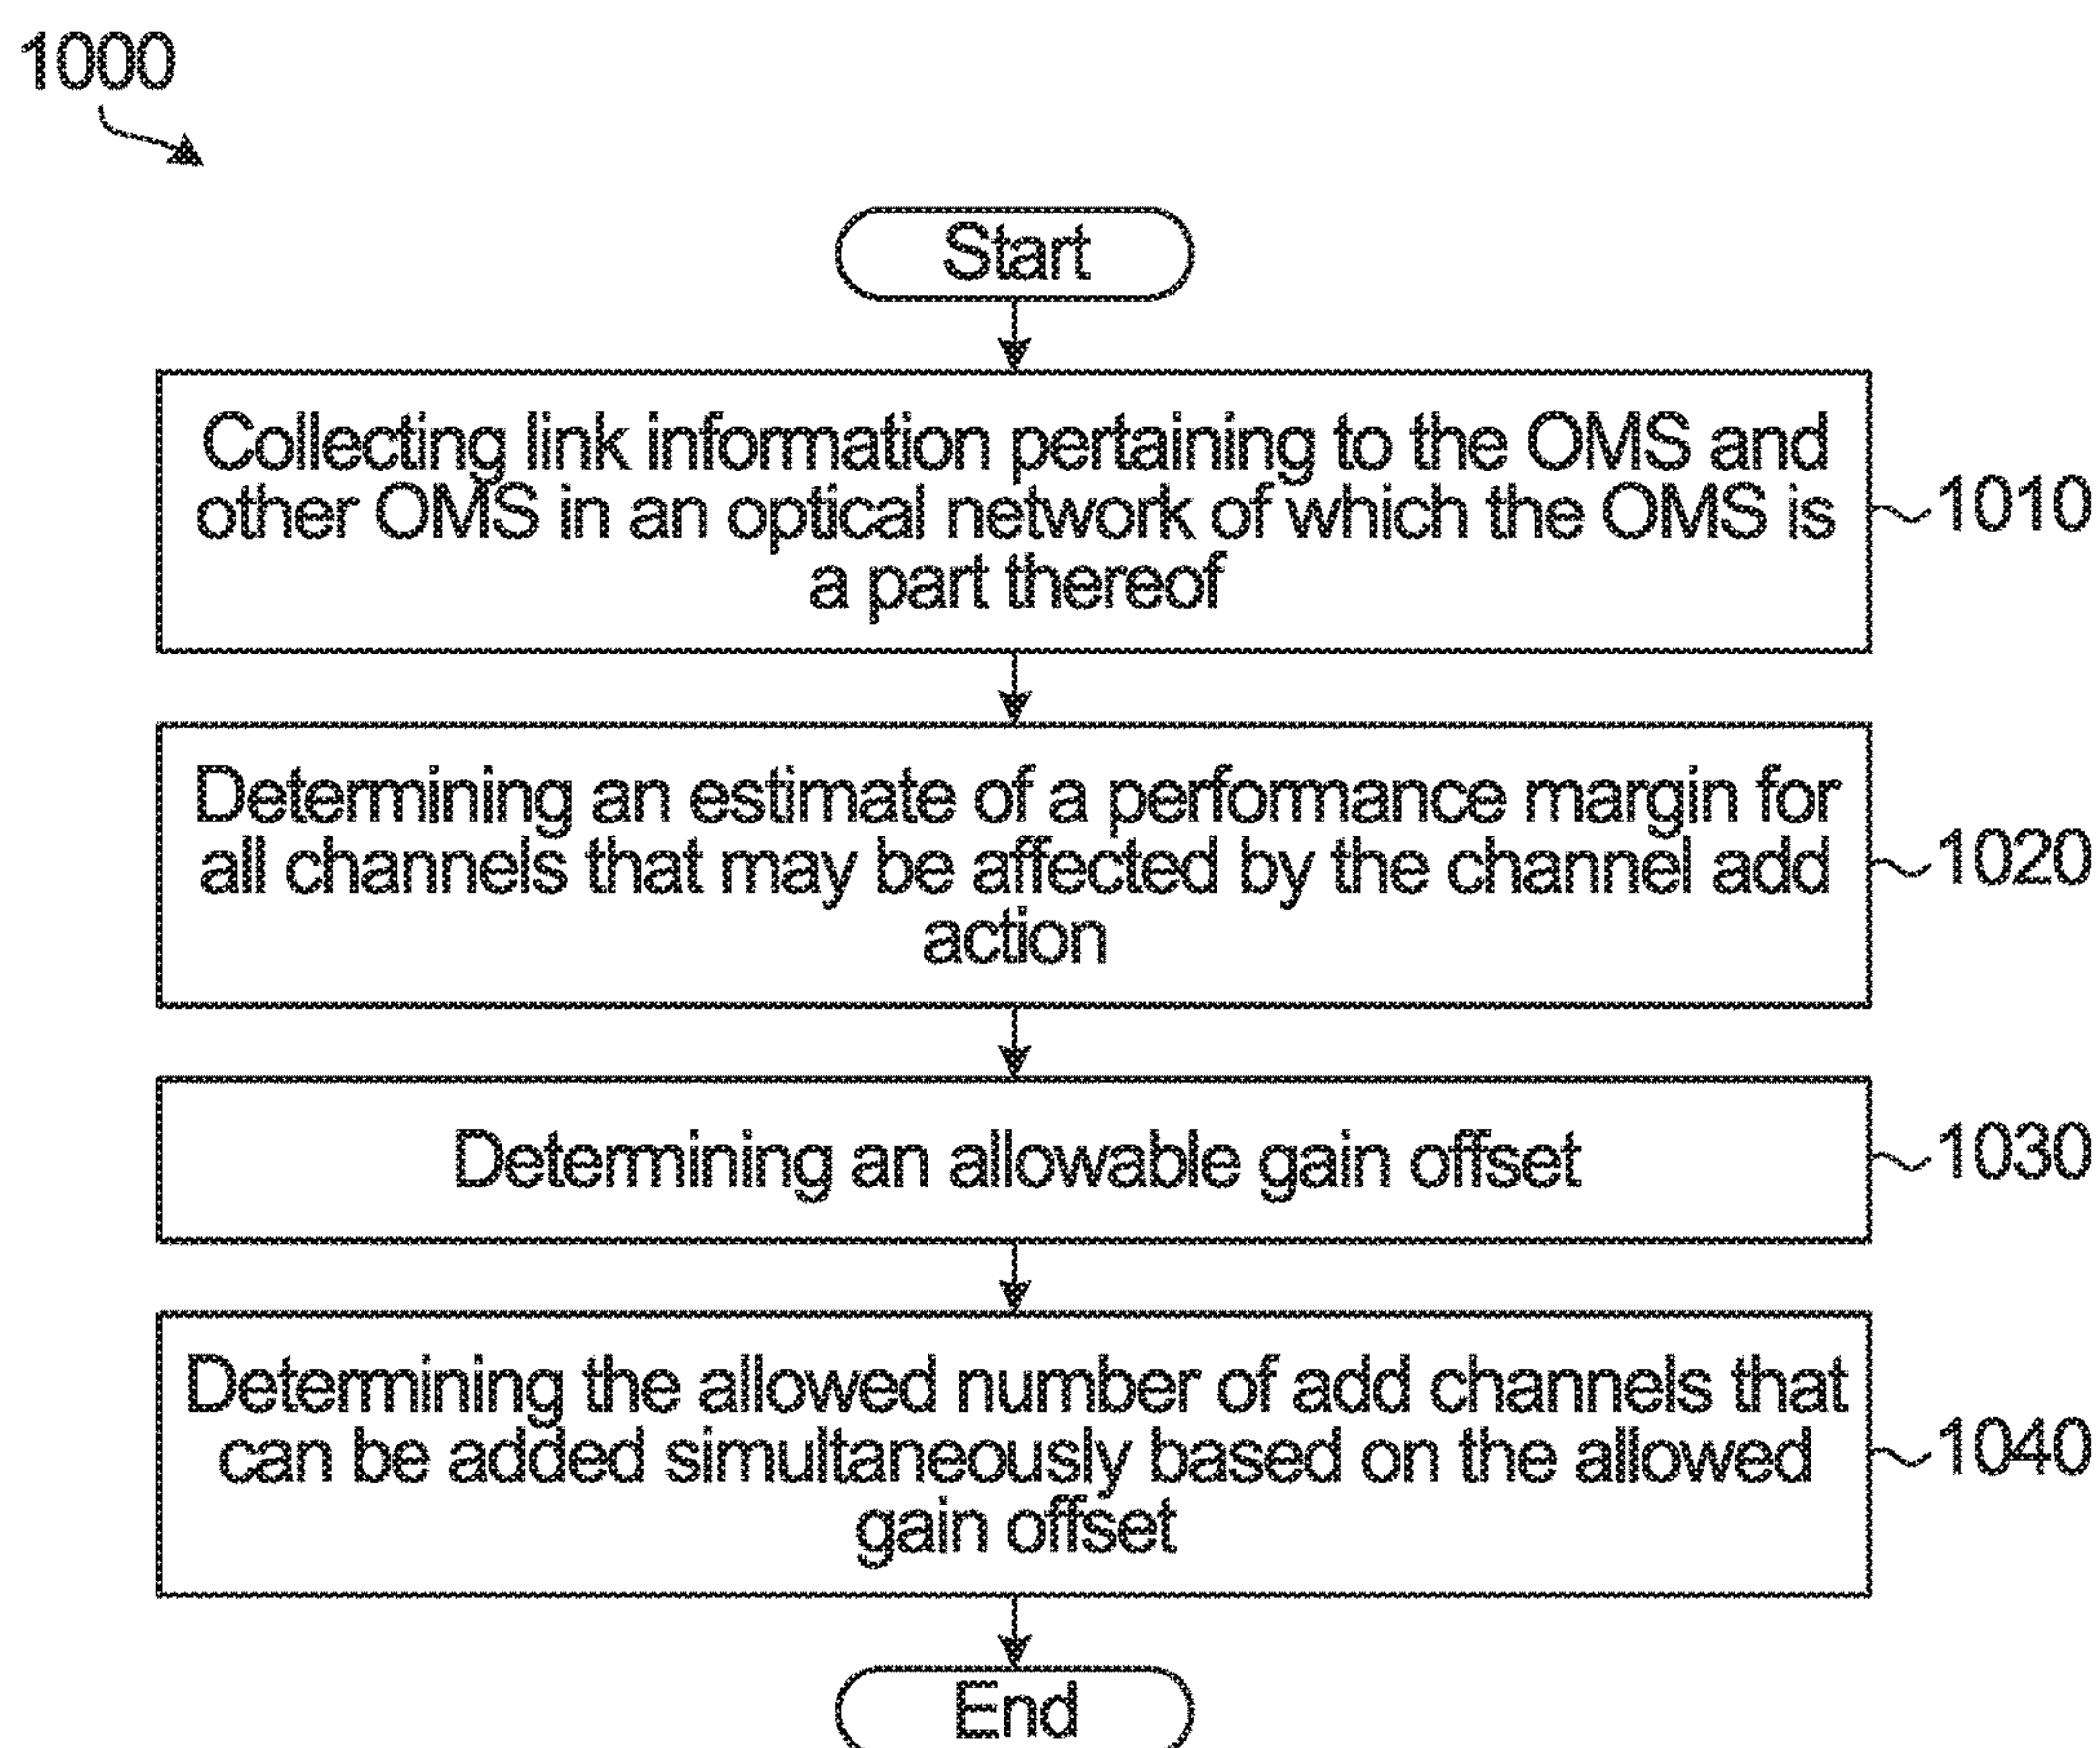 1000
Start
Collecting link information pertaining to the OMS and
other OMS in an optical network of which the OMS is
a part thereof
1010
Determining an estimate of a performance margin for
all channels that may be affected by the channel add
action
1020
Determining an allowable gain offset
1030
Determining the allowed number of add channels that
can be added simultaneously based on the allowed
gain offset
1040
End